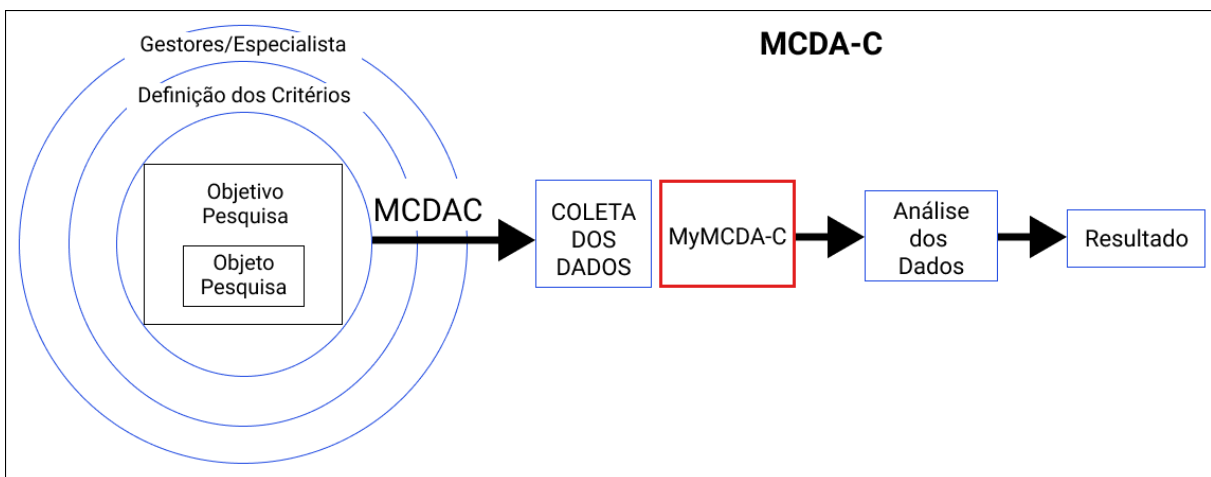 MCDA-C
Gestores/Especialista
Definição dos Critérios
Objetivo
Pesquisa
Objeto
Pesquisa
MCDAC
COLETA
DOS
DADOS
MyMCDA-C
Análise
dos
Dados
Resultado